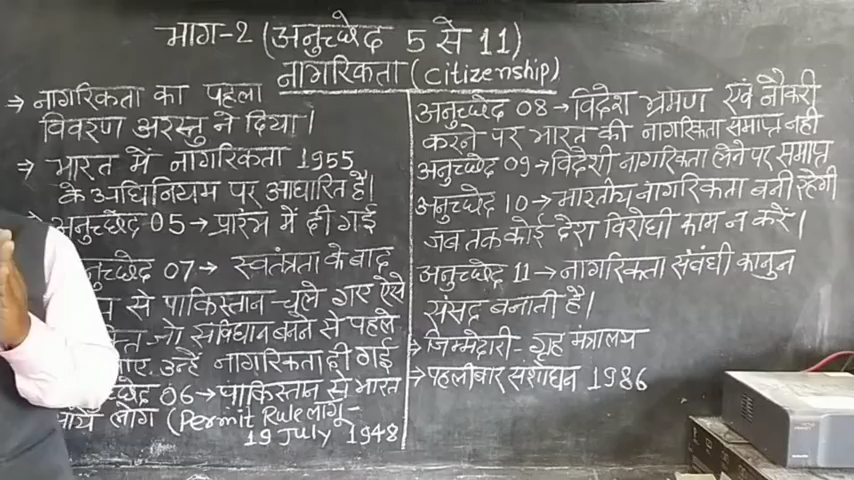 भाग-2 (अनुच्छेद 5 से 11)
नागरिकता (citizenship)
⇒ नागरिकता का पहला
विवरण अरस्तु ने दिया।
⇒ भारत में नागरिकता 1955
के अधिनियम पर आधारित है।
अनुच्छेद 05→ प्रारंभ में दी गई
नुच्छेद 07→ स्वतंत्रता के बाद
से पाकिस्तान-चले गए ऐसे
जो संविधान बनने से पहले
उन्हें नागरिकता दी गई
06→ पाकिस्तान से भारत
लोग (Permit Rule लागू-
19 July 1948
अनुच्छेद 08→ विदेश भ्रमण एवं नौकरी
करने पर भारत की नागरिकता समाप्त नही
अनुच्छेद 09→ विदेशी नागरिकता लेने पर समाप्त
अनुच्छेद 10→ भारतीय नागरिकता बनी रहेगी
जब तक कोई देश विरोधी काम न करें।
अनुच्छेद 11→ नागरिकता संबंधी कानुन
संसद बनाती है।
→ जिम्मेदारी- गृह मंत्रालय
→ पहलीबार संशोधन 1986